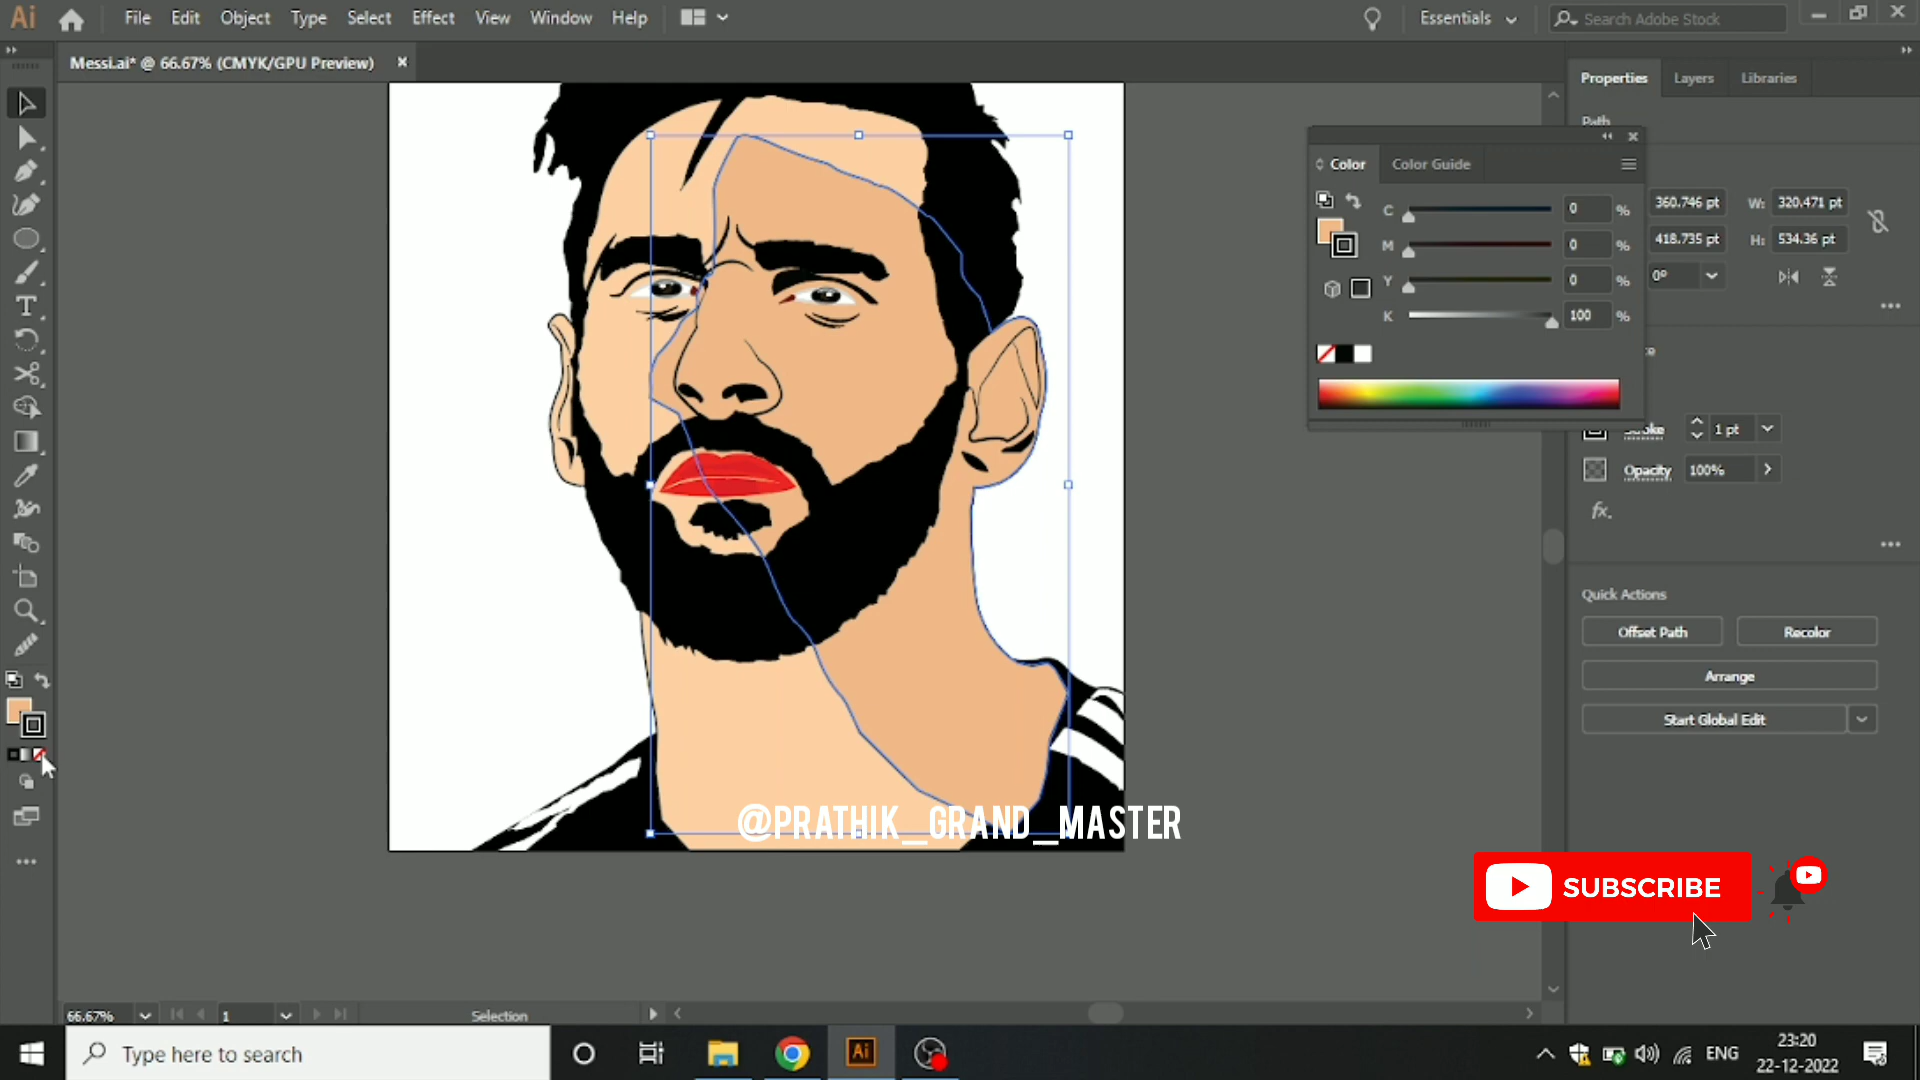 Ai File Edit Object Type Select Effect View Window Help Essentials Search Adobe Stock
Messi.ai* @ 66.67% (CMYK/GPU Preview) ×
Properties Layers Libraries
Path
Color Color Guide
C 0 % 360.746 pt W: 320.471 pt
M 0 % 418.735 pt H: 534.36 pt
Y 0 % 0°
K 100 %
Stroke 1 pt
Opacity 100%
fx.
Quick Actions
Offset Path Recolor
Arrange
Start Global Edit
@PRATHIK_GRAND_MASTER
SUBSCRIBE
66.67% 1 Selection
Type here to search
Ai
ENG
23:20
22-12-2022